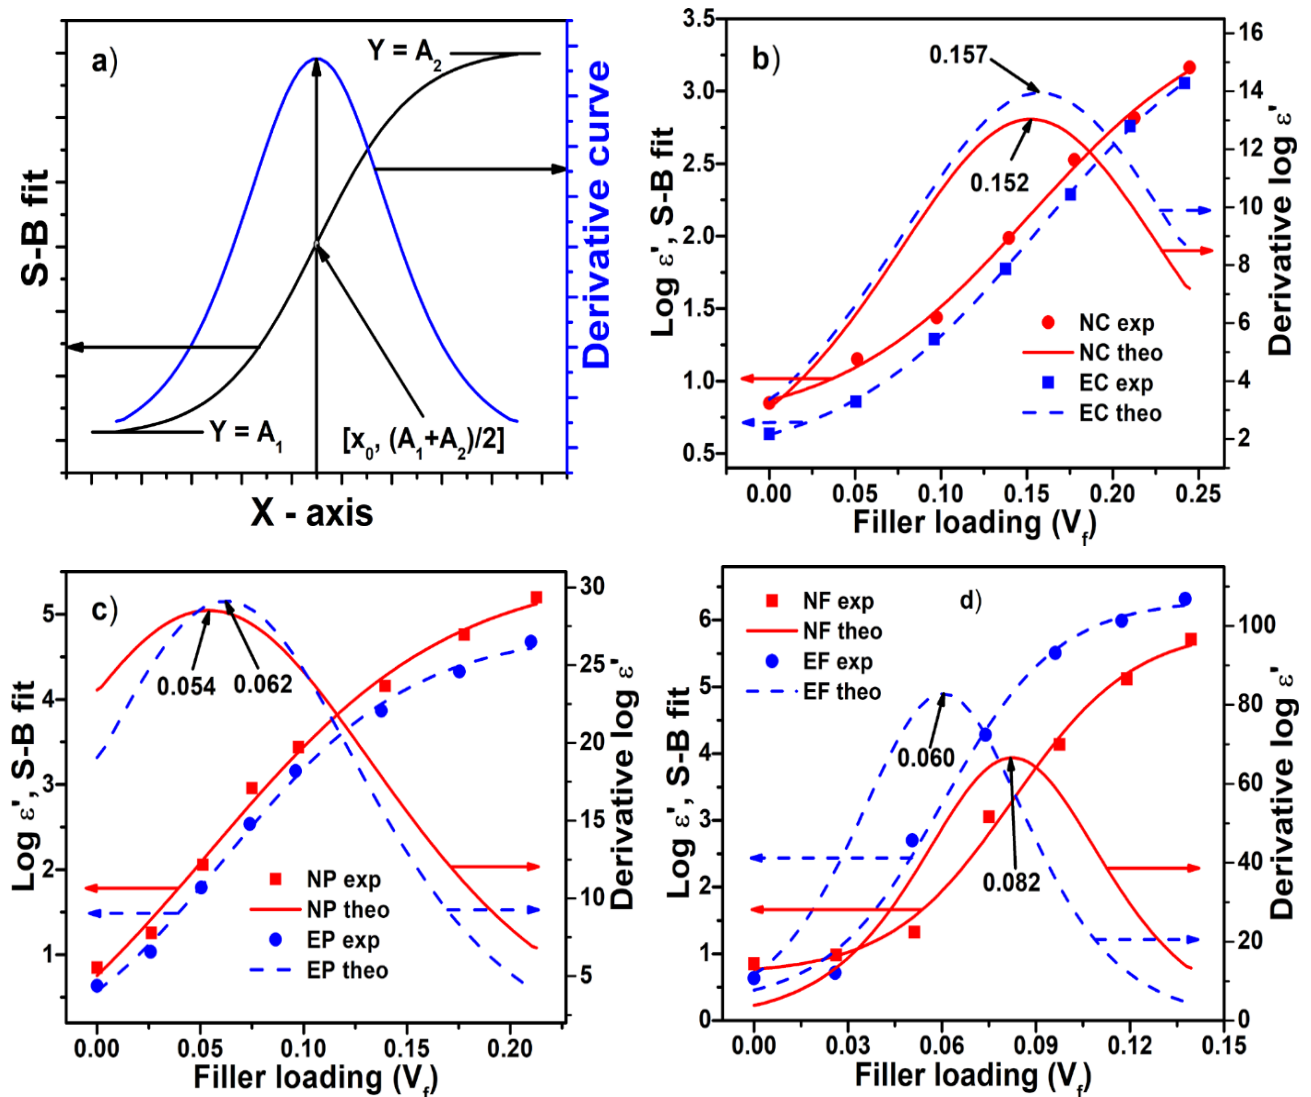 a)
Y = A₂
Y = A₁
[x₀, (A₁+A₂)/2]
S-B fit
Derivative curve
X - axis
b)
3.5
3.0
2.5
2.0
1.5
1.0
0.5
16
14
12
10
8
6
4
2
0.157
0.152
NC exp
NC theo
EC exp
EC theo
0.00
0.05
0.10
0.15
0.20
0.25
Log ε', S-B fit
Derivative log ε'
Filler loading (V_f)
c)
5
4
3
2
1
30
25
20
15
10
5
0.054
0.062
NP exp
NP theo
EP exp
EP theo
0.00
0.05
0.10
0.15
0.20
Log ε', S-B fit
Derivative log ε'
Filler loading (V_f)
d)
6
5
4
3
2
1
0
100
80
60
40
20
0
NF exp
NF theo
EF exp
EF theo
0.060
0.082
0.00
0.03
0.06
0.09
0.12
0.15
Log ε', S-B fit
Derivative log ε'
Filler loading (V_f)